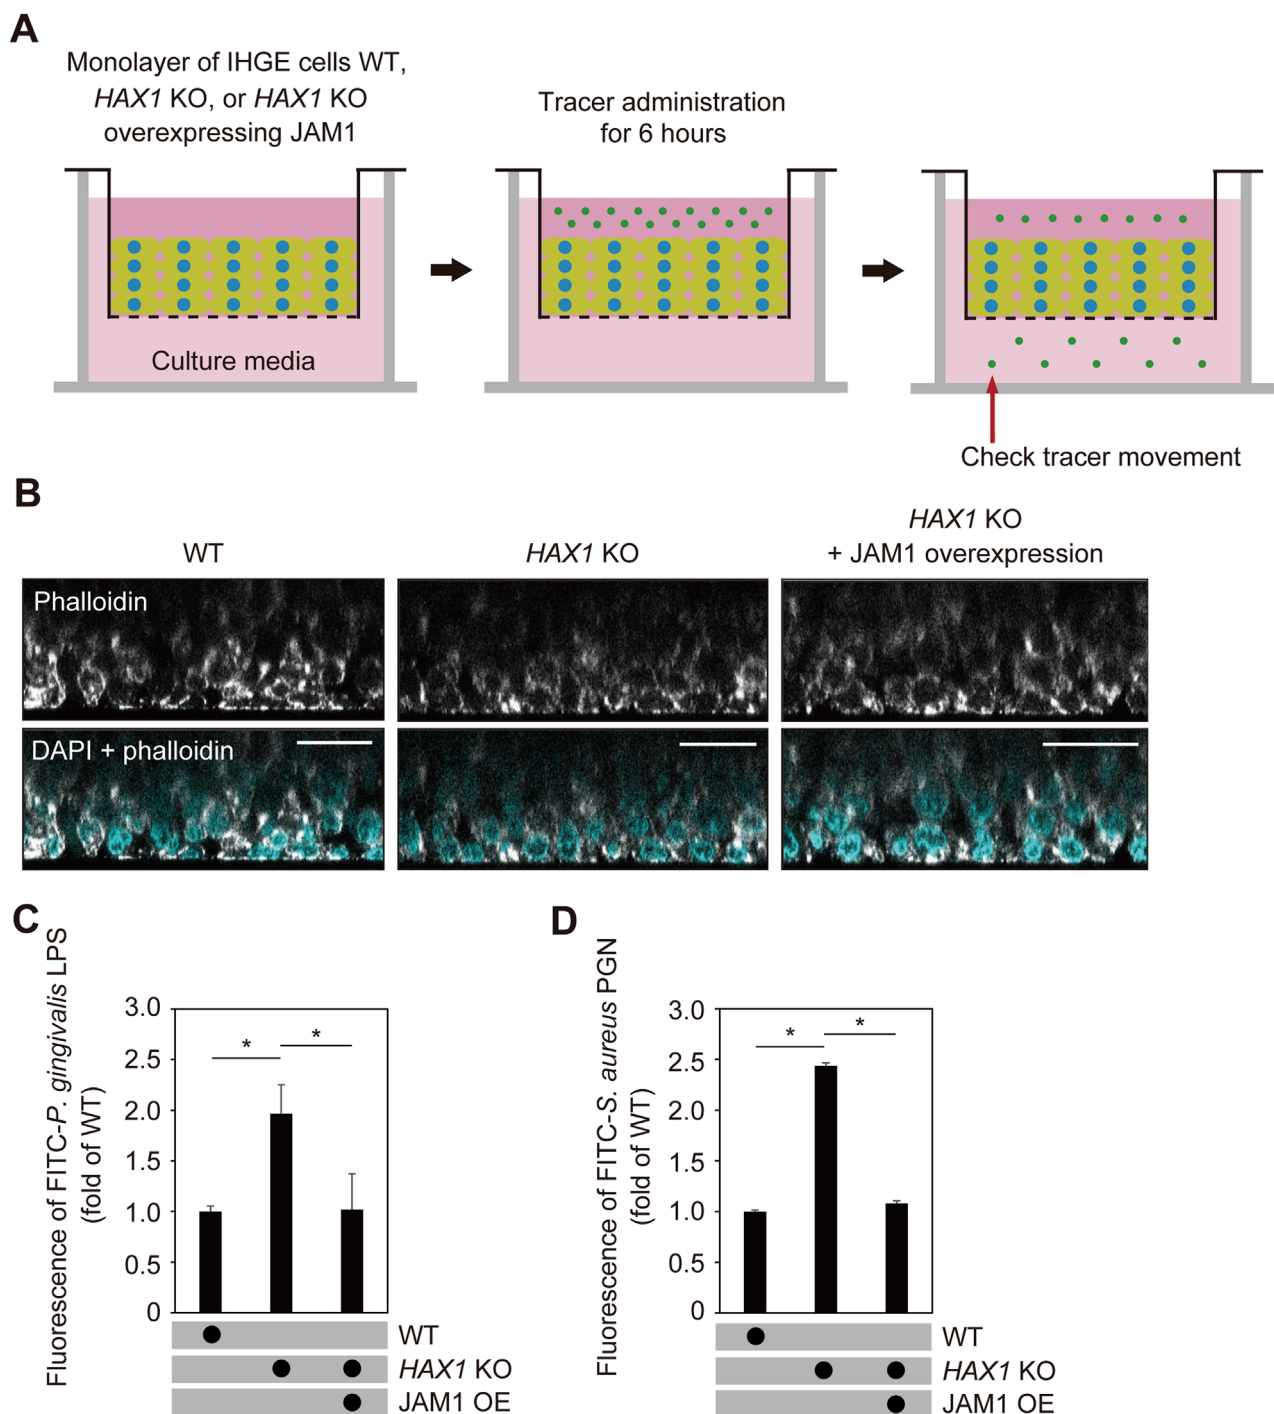 A
Monolayer of IHGE cells WT,
HAX1 KO, or HAX1 KO
overexpressing JAM1
Tracer administration
for 6 hours
Culture media
Check tracer movement
B
WT
HAX1 KO
HAX1 KO
+ JAM1 overexpression
Phalloidin
DAPI + phalloidin
C
Fluorescence of FITC-P. gingivalis LPS
(fold of WT)
3.0
2.5
2.0
1.5
1.0
0.5
0
*
*
WT
HAX1 KO
JAM1 OE
D
Fluorescence of FITC-S. aureus PGN
(fold of WT)
3.0
2.5
2.0
1.5
1.0
0.5
0
*
*
WT
HAX1 KO
JAM1 OE